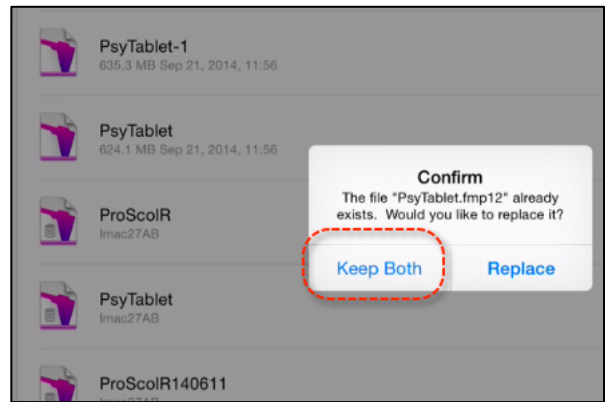 PsyTablet-1
635.3 MB Sep 21, 2014, 11:56
PsyTablet
624.1 MB Sep 21, 2014, 11:56
ProScolR
Imac27AB
PsyTablet
Imac27AB
ProScolR140611
Confirm
The file "PsyTablet.fmp12" already
exists. Would you like to replace it?
Keep Both
Replace